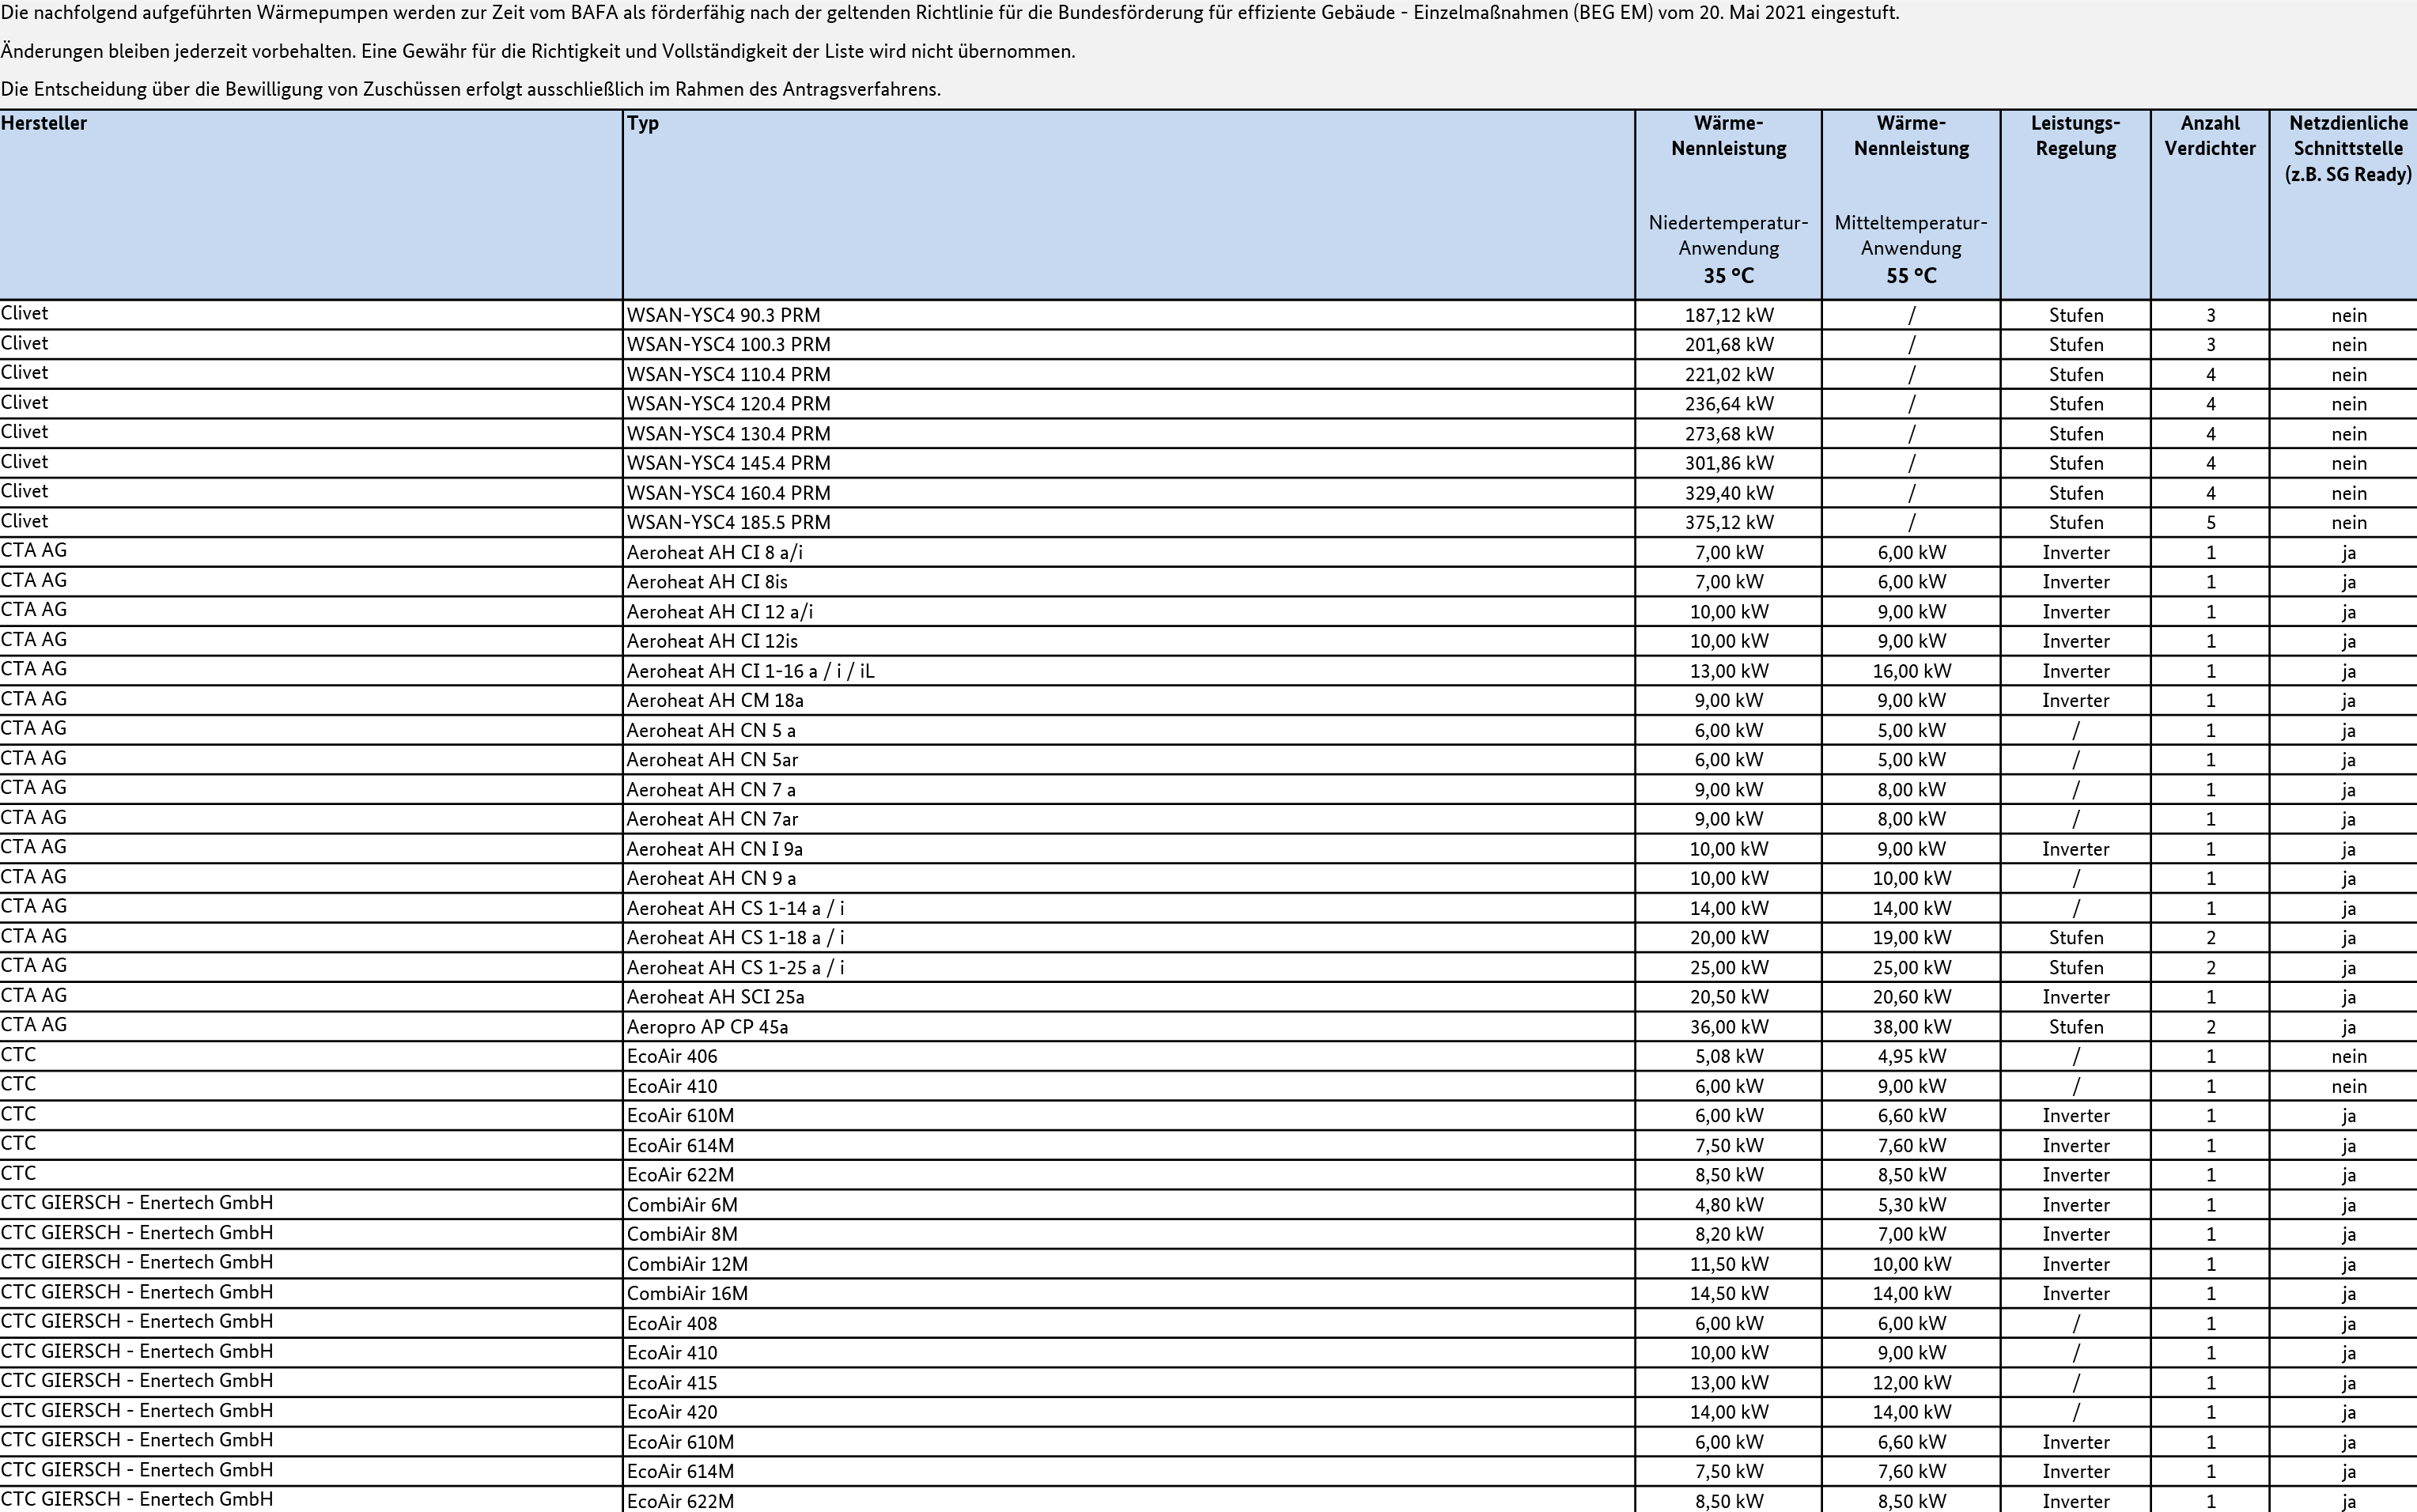 Die nachfolgend aufgeführten Wärmepumpen werden zur Zeit vom BAFA als förderfähig nach der geltenden Richtlinie für die Bundesförderung für effiziente Gebäude - Einzelmaßnahmen (BEG EM) vom 20. Mai 2021 eingestuft.
Änderungen bleiben jederzeit vorbehalten. Eine Gewähr für die Richtigkeit und Vollständigkeit der Liste wird nicht übernommen.
Die Entscheidung über die Bewilligung von Zuschüssen erfolgt ausschließlich im Rahmen des Antragsverfahrens.
Hersteller Typ Wärme- Wärme- Leistungs- Anzahl Netzdienliche
Nennleistung Nennleistung Regelung Verdichter Schnittstelle
(z.B. SG Ready)
Niedertemperatur- Mitteltemperatur-
Anwendung Anwendung
35 °C 55 °C
Clivet WSAN-YSC4 90.3 PRM 187,12 kW / Stufen 3 nein
Clivet WSAN-YSC4 100.3 PRM 201,68 kW / Stufen 3 nein
Clivet WSAN-YSC4 110.4 PRM 221,02 kW / Stufen 4 nein
Clivet WSAN-YSC4 120.4 PRM 236,64 kW / Stufen 4 nein
Clivet WSAN-YSC4 130.4 PRM 273,68 kW / Stufen 4 nein
Clivet WSAN-YSC4 145.4 PRM 301,86 kW / Stufen 4 nein
Clivet WSAN-YSC4 160.4 PRM 329,40 kW / Stufen 4 nein
Clivet WSAN-YSC4 185.5 PRM 375,12 kW / Stufen 5 nein
CTA AG Aeroheat AH CI 8 a/i 7,00 kW 6,00 kW Inverter 1 ja
CTA AG Aeroheat AH CI 8is 7,00 kW 6,00 kW Inverter 1 ja
CTA AG Aeroheat AH CI 12 a/i 10,00 kW 9,00 kW Inverter 1 ja
CTA AG Aeroheat AH CI 12is 10,00 kW 9,00 kW Inverter 1 ja
CTA AG Aeroheat AH CI 1-16 a / i / iL 13,00 kW 16,00 kW Inverter 1 ja
CTA AG Aeroheat AH CM 18a 9,00 kW 9,00 kW Inverter 1 ja
CTA AG Aeroheat AH CN 5 a 6,00 kW 5,00 kW / 1 ja
CTA AG Aeroheat AH CN 5ar 6,00 kW 5,00 kW / 1 ja
CTA AG Aeroheat AH CN 7 a 9,00 kW 8,00 kW / 1 ja
CTA AG Aeroheat AH CN 7ar 9,00 kW 8,00 kW / 1 ja
CTA AG Aeroheat AH CN I 9a 10,00 kW 9,00 kW Inverter 1 ja
CTA AG Aeroheat AH CN 9 a 10,00 kW 10,00 kW / 1 ja
CTA AG Aeroheat AH CS 1-14 a / i 14,00 kW 14,00 kW / 1 ja
CTA AG Aeroheat AH CS 1-18 a / i 20,00 kW 19,00 kW Stufen 2 ja
CTA AG Aeroheat AH CS 1-25 a / i 25,00 kW 25,00 kW Stufen 2 ja
CTA AG Aeroheat AH SCI 25a 20,50 kW 20,60 kW Inverter 1 ja
CTA AG Aeropro AP CP 45a 36,00 kW 38,00 kW Stufen 2 ja
CTC EcoAir 406 5,08 kW 4,95 kW / 1 nein
CTC EcoAir 410 6,00 kW 9,00 kW / 1 nein
CTC EcoAir 610M 6,00 kW 6,60 kW Inverter 1 ja
CTC EcoAir 614M 7,50 kW 7,60 kW Inverter 1 ja
CTC EcoAir 622M 8,50 kW 8,50 kW Inverter 1 ja
CTC GIERSCH - Enertech GmbH CombiAir 6M 4,80 kW 5,30 kW Inverter 1 ja
CTC GIERSCH - Enertech GmbH CombiAir 8M 8,20 kW 7,00 kW Inverter 1 ja
CTC GIERSCH - Enertech GmbH CombiAir 12M 11,50 kW 10,00 kW Inverter 1 ja
CTC GIERSCH - Enertech GmbH CombiAir 16M 14,50 kW 14,00 kW Inverter 1 ja
CTC GIERSCH - Enertech GmbH EcoAir 408 6,00 kW 6,00 kW / 1 ja
CTC GIERSCH - Enertech GmbH EcoAir 410 10,00 kW 9,00 kW / 1 ja
CTC GIERSCH - Enertech GmbH EcoAir 415 13,00 kW 12,00 kW / 1 ja
CTC GIERSCH - Enertech GmbH EcoAir 420 14,00 kW 14,00 kW / 1 ja
CTC GIERSCH - Enertech GmbH EcoAir 610M 6,00 kW 6,60 kW Inverter 1 ja
CTC GIERSCH - Enertech GmbH EcoAir 614M 7,50 kW 7,60 kW Inverter 1 ja
CTC GIERSCH - Enertech GmbH EcoAir 622M 8,50 kW 8,50 kW Inverter 1 ja